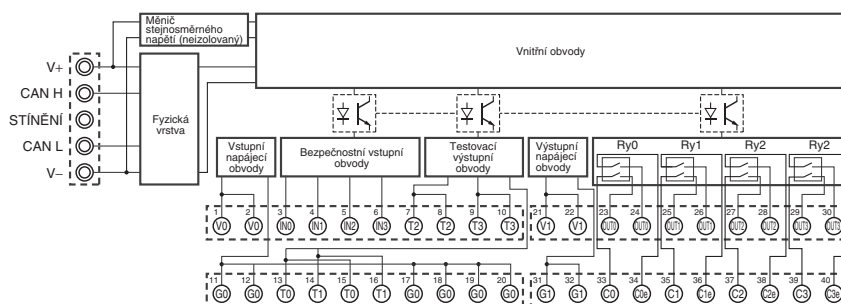 Měnič
stejnosměrného
napětí (neizolovaný)
Vnitřní obvody
V+
CAN H
STÍNĚNÍ
CAN L
V–
Fyzická
vrstva
Vstupní
napájecí
obvody
Bezpečnostní vstupní
obvody
Testovací
výstupní
obvody
Výstupní
napájecí
obvody
Ry0 Ry1 Ry2 Ry2
1 2 3 4 5 6 7 8 9 10 21 22 23 24 25 26 27 28 29 30
V0 V0 IN0 IN1 IN2 IN3 T2 T2 T3 T3 V1 V1 OUT0 OUT0 OUT1 OUT1 OUT2 OUT2 OUT3 OUT3
11 12 13 14 15 16 17 18 19 20 31 32 33 34 35 36 37 38 39 40
G0 G0 T0 T1 T0 T1 G0 G0 G0 G0 G1 G1 C0 C0e C1 C1e C2 C2e C3 C3e